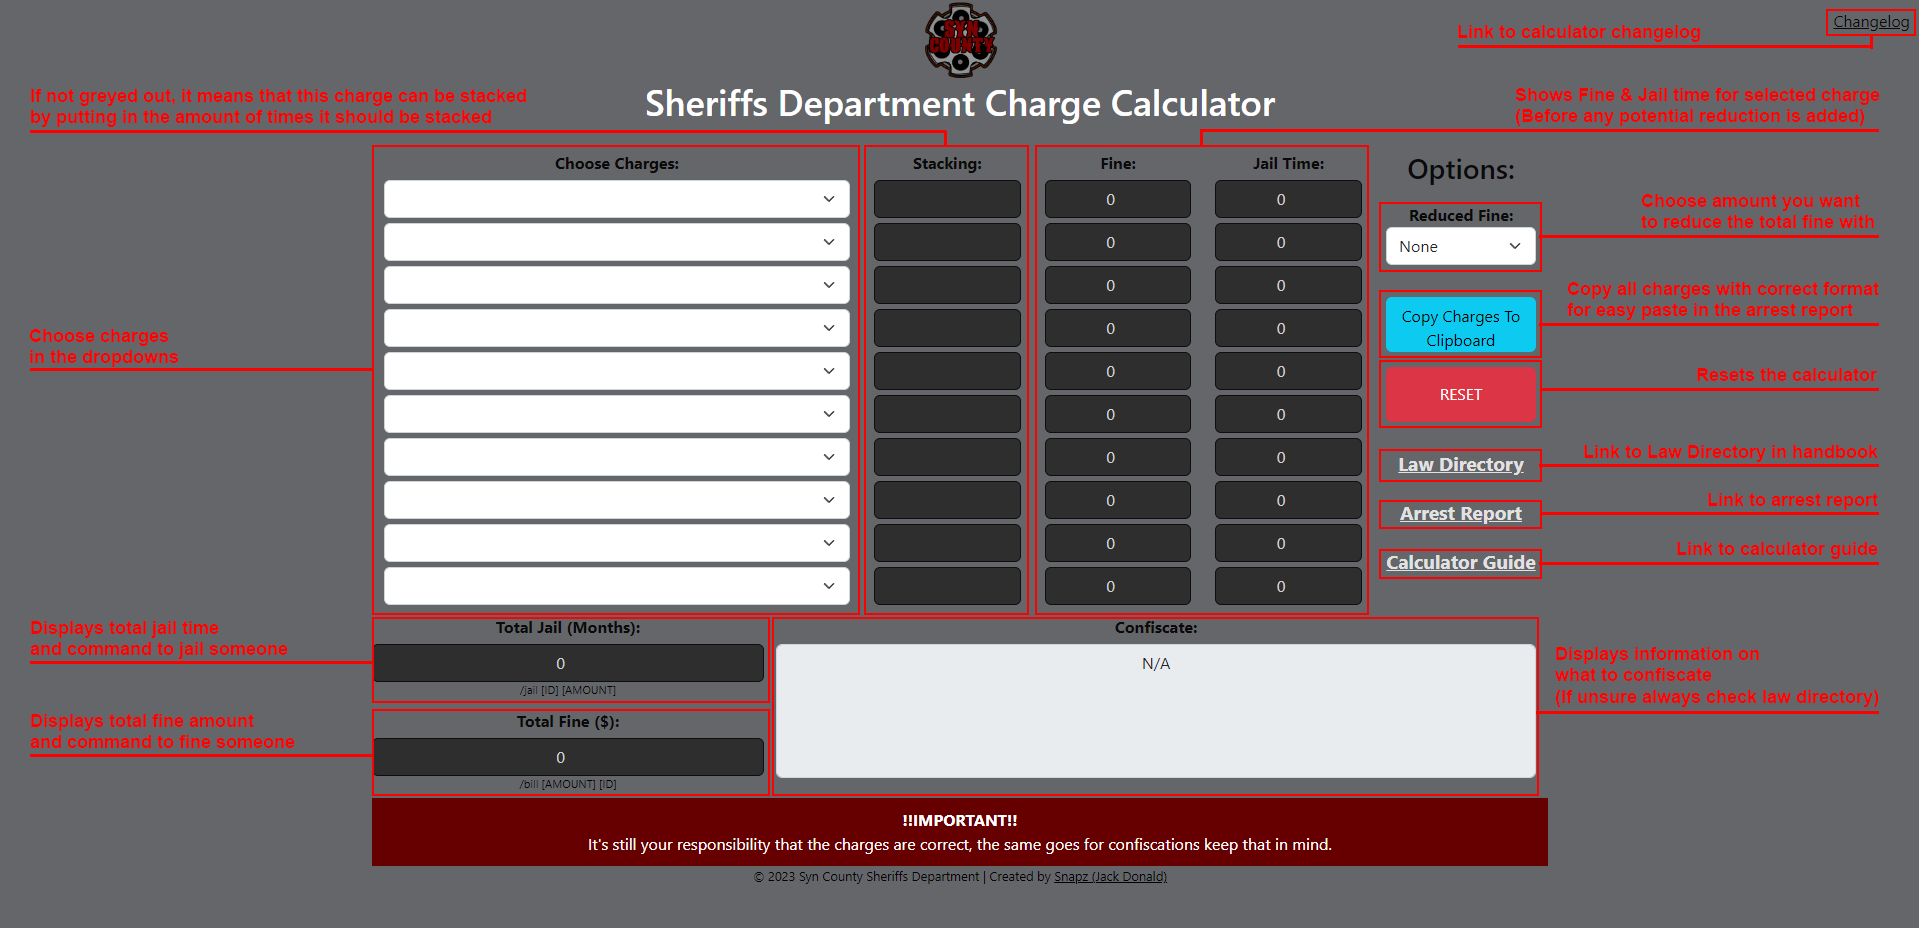 SYN
COUNTY
Changelog
Link to calculator changelog
If not greyed out, it means that this charge can be stacked
by putting in the amount of times it should be stacked
Sheriffs Department Charge Calculator
Shows Fine & Jail time for selected charge
(Before any potential reduction is added)
Choose Charges:
Stacking:
Fine:
Jail Time:
0 0
0 0
0 0
0 0
0 0
0 0
0 0
0 0
0 0
0 0
Options:
Reduced Fine:
None
Choose amount you want
to reduce the total fine with
Copy Charges To
Clipboard
Copy all charges with correct format
for easy paste in the arrest report
RESET
Resets the calculator
Law Directory
Link to Law Directory in handbook
Arrest Report
Link to arrest report
Calculator Guide
Link to calculator guide
Choose charges
in the dropdowns
Displays total jail time
and command to jail someone
Total Jail (Months):
0
/jail [ID] [AMOUNT]
Displays total fine amount
and command to fine someone
Total Fine ($):
0
/bill [AMOUNT] [ID]
Confiscate:
N/A
Displays information on
what to confiscate
(If unsure always check law directory)
!!IMPORTANT!!
It's still your responsibility that the charges are correct, the same goes for confiscations keep that in mind.
© 2023 Syn County Sheriffs Department | Created by Snapz (Jack Donald)